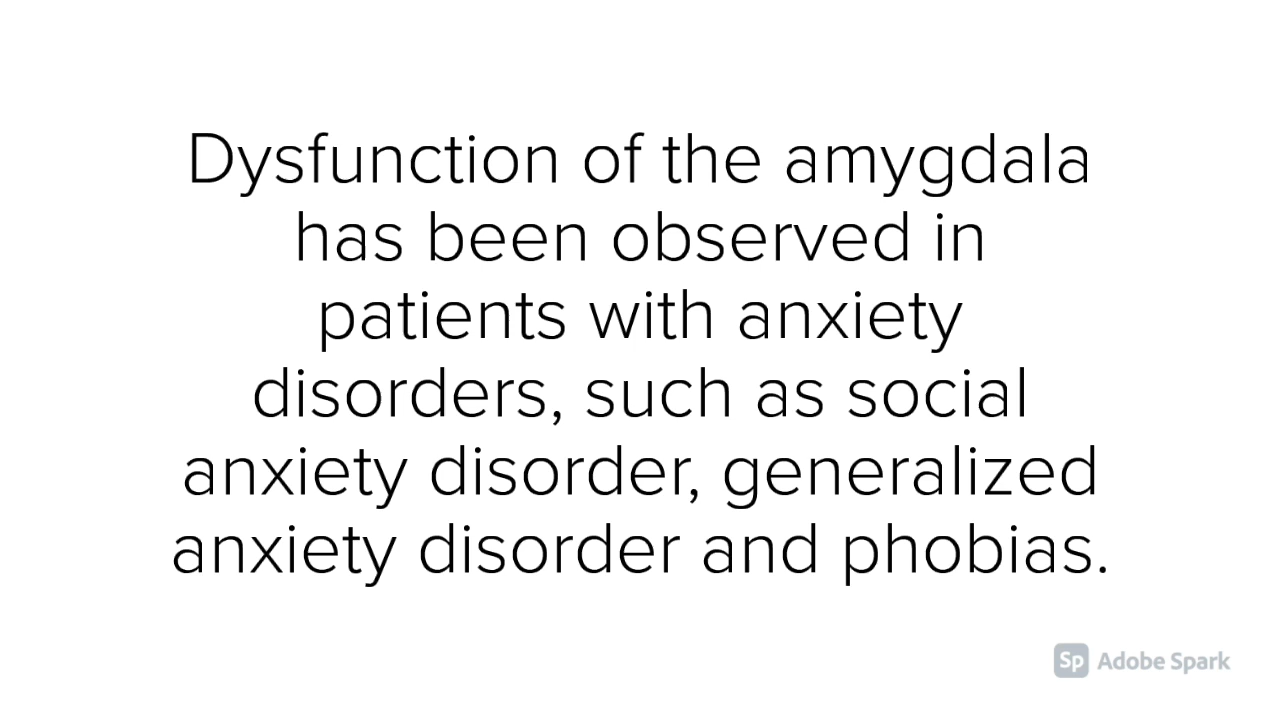 Dysfunction of the amygdala
has been observed in
patients with anxiety
disorders, such as social
anxiety disorder, generalized
anxiety disorder and phobias.
Sp Adobe Spark